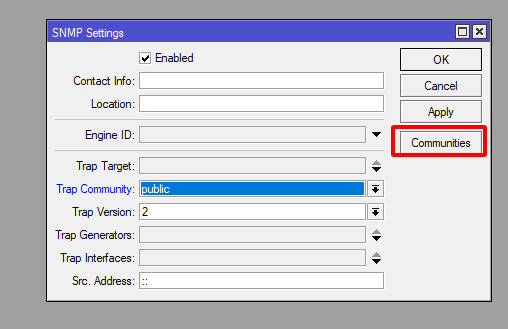 SNMP Settings
Enabled
OK
Contact Info:
Cancel
Location:
Apply
Engine ID:
Communities
Trap Target:
Trap Community: public
Trap Version: 2
Trap Generators:
Trap Interfaces:
Src. Address: ::